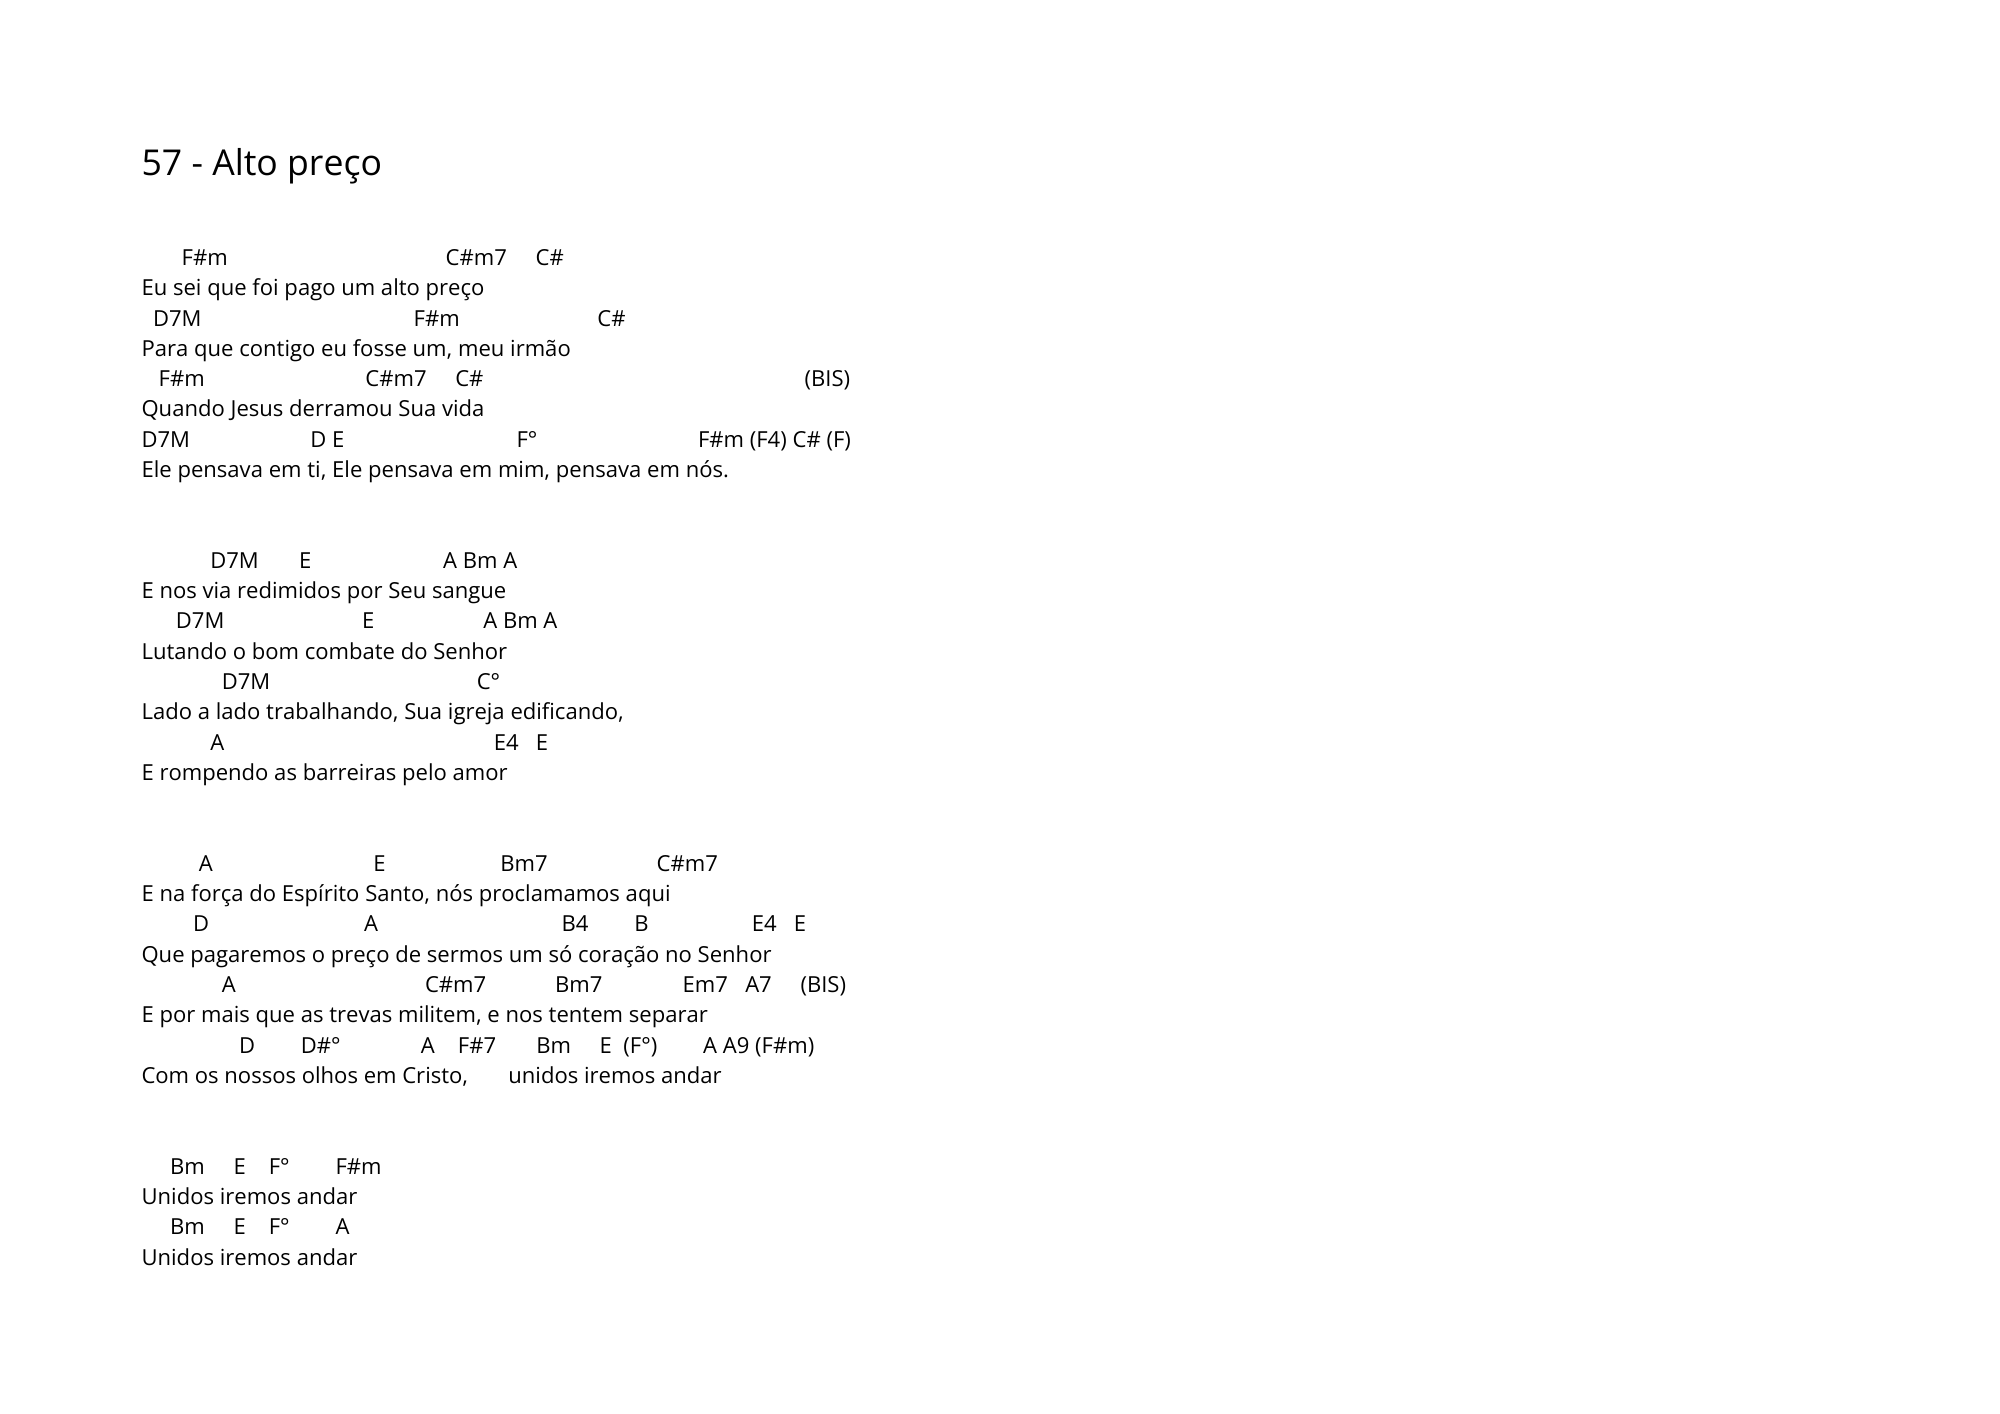 57 - Alto preço
F#m C#m7 C#
Eu sei que foi pago um alto preço
D7M F#m C#
Para que contigo eu fosse um, meu irmão
F#m C#m7 C# (BIS)
Quando Jesus derramou Sua vida
D7M D E F° F#m (F4) C# (F)
Ele pensava em ti, Ele pensava em mim, pensava em nós.
D7M E A Bm A
E nos via redimidos por Seu sangue
D7M E A Bm A
Lutando o bom combate do Senhor
D7M C°
Lado a lado trabalhando, Sua igreja edificando,
A E4 E
E rompendo as barreiras pelo amor
A E Bm7 C#m7
E na força do Espírito Santo, nós proclamamos aqui
D A B4 B E4 E
Que pagaremos o preço de sermos um só coração no Senhor
A C#m7 Bm7 Em7 A7 (BIS)
E por mais que as trevas militem, e nos tentem separar
D D#° A F#7 Bm E (F°) A A9 (F#m)
Com os nossos olhos em Cristo, unidos iremos andar
Bm E F° F#m
Unidos iremos andar
Bm E F° A
Unidos iremos andar